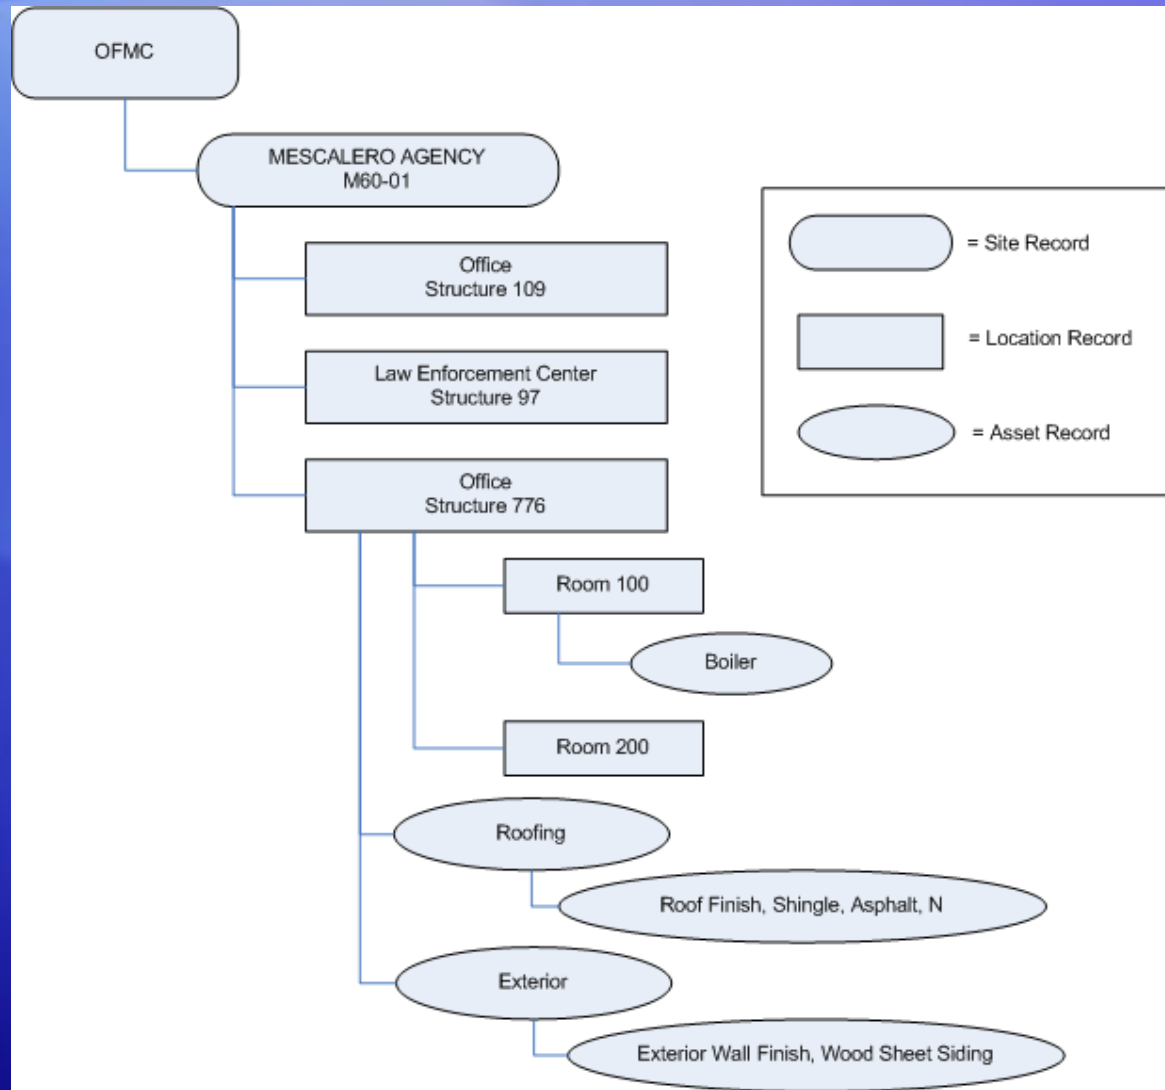 OFMC
MESCALERO AGENCY
M60-01
Office
Structure 109
Law Enforcement Center
Structure 97
Office
Structure 776
Room 100
Boiler
Room 200
Roofing
Roof Finish, Shingle, Asphalt, N
Exterior
Exterior Wall Finish, Wood Sheet Siding
= Site Record
= Location Record
= Asset Record